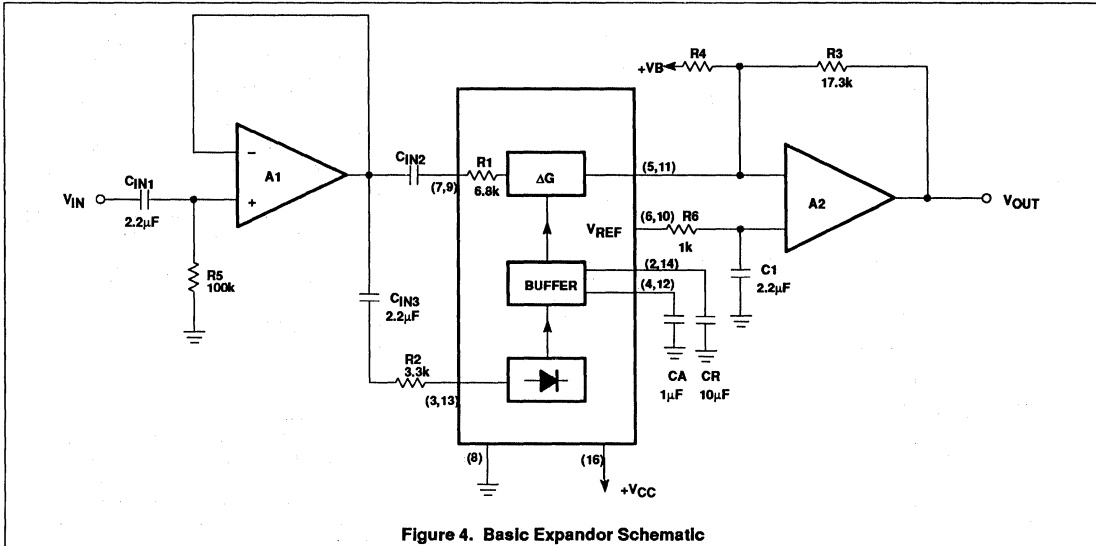 R4
R3
+VB
17.3k
−
A1
+
CIN1
VIN
2.2µF
R5
100k
CIN2
(7,9)
R1
6.8k
ΔG
(5,11)
A2
VOUT
VREF
(6,10)
R6
1k
C1
2.2µF
BUFFER
(2,14)
(4,12)
CIN3
2.2µF
R2
3.3k
(3,13)
CA
1µF
CR
10µF
(8)
(16)
+VCC
Figure 4. Basic Expandor Schematic